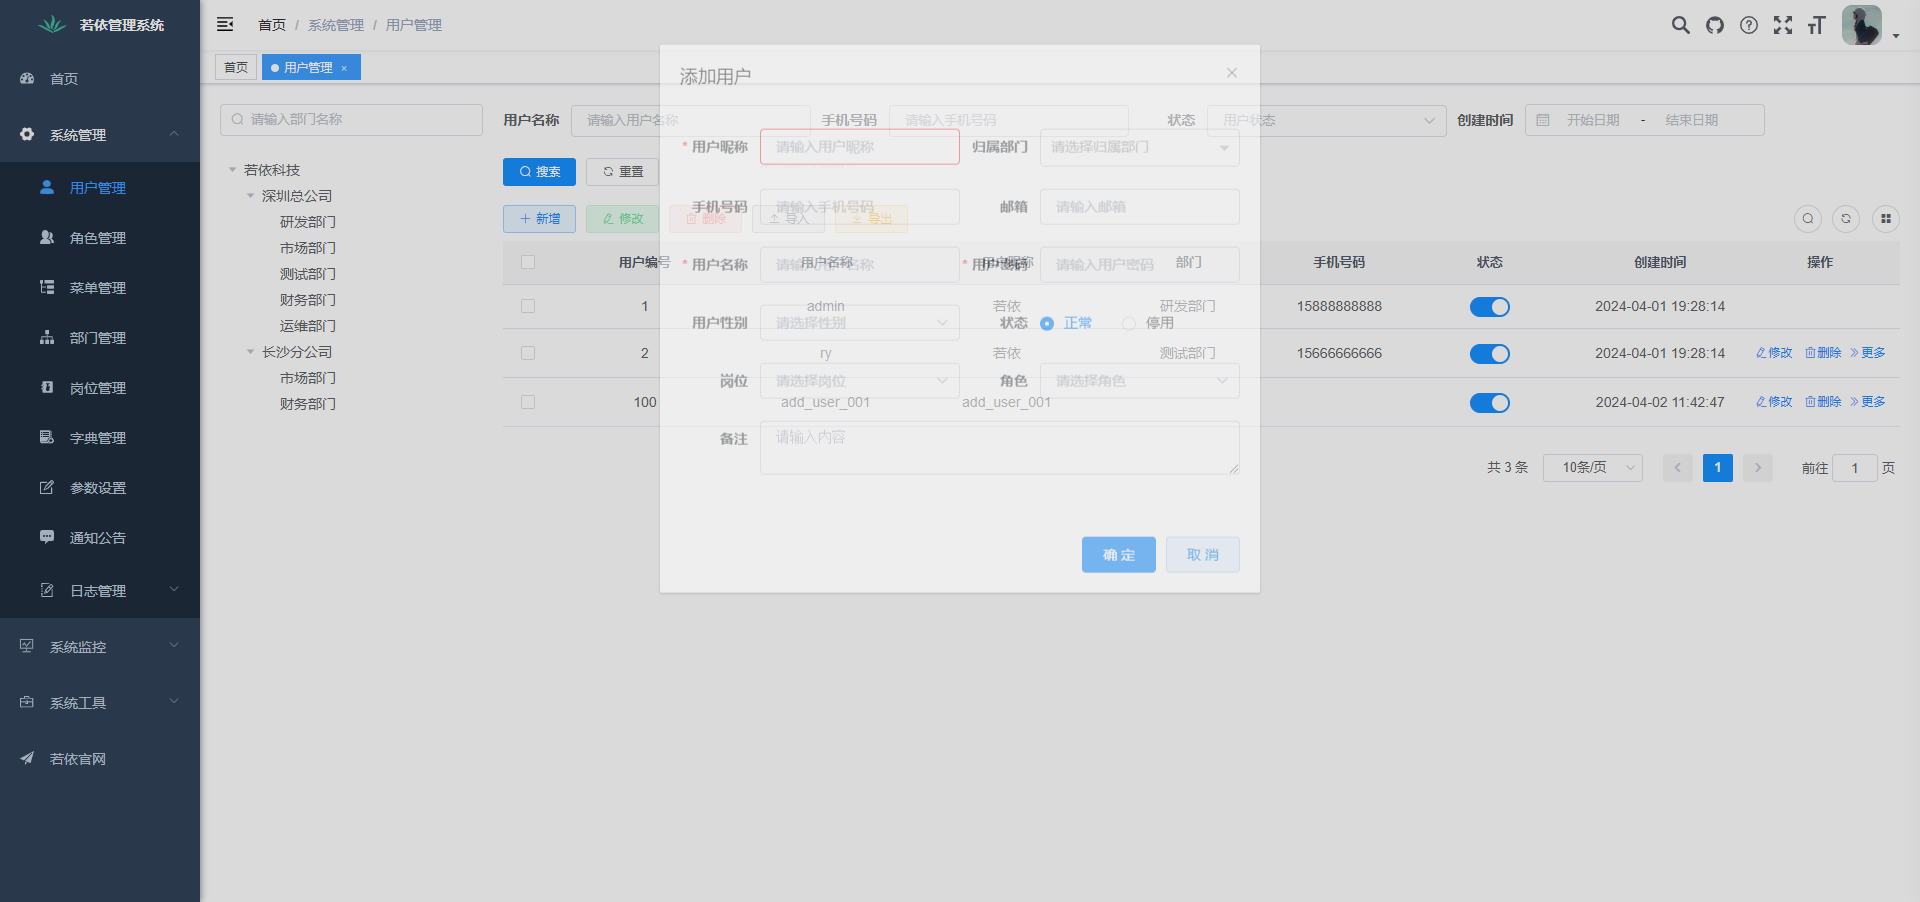 若依管理系统
首页
系统管理
用户管理
角色管理
菜单管理
部门管理
岗位管理
字典管理
参数设置
通知公告
日志管理
系统监控
系统工具
若依官网
首页 / 系统管理 / 用户管理
首页
用户管理 ×
请输入部门名称
若依科技
深圳总公司
研发部门
市场部门
测试部门
财务部门
运维部门
长沙分公司
市场部门
财务部门
用户名称 请输入用户名称 手机号码 请输入手机号码 状态 用户状态 创建时间 开始日期 - 结束日期
搜索 重置
新增 修改 删除 导入 导出
用户编号 用户名称 用户昵称 部门 手机号码 状态 创建时间 操作
1 admin 若依 研发部门 15888888888 2024-04-01 19:28:14
2 ry 若依 测试部门 15666666666 2024-04-01 19:28:14 修改 删除 更多
100 add_user_001 add_user_001 2024-04-02 11:42:47 修改 删除 更多
共 3 条 10条/页 1 前往 1 页
添加用户
* 用户昵称 请输入用户昵称 归属部门 请选择归属部门
手机号码 请输入手机号码 邮箱 请输入邮箱
* 用户名称 请输入用户名称 * 用户密码 请输入用户密码
用户性别 请选择性别 状态 正常 停用
岗位 请选择岗位 角色 请选择角色
备注 请输入内容
确 定 取 消